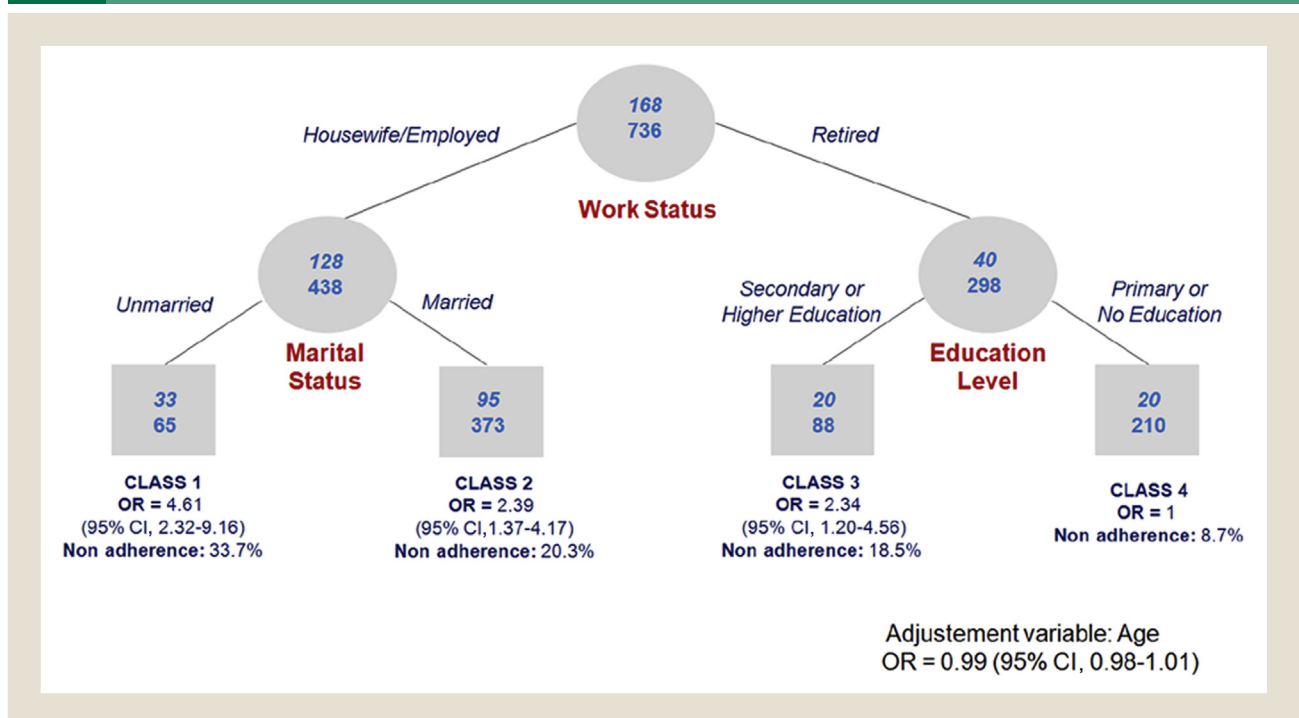 168
736
Housewife/Employed
Retired
Work Status
128
438
40
298
Unmarried
Married
Secondary or
Higher Education
Primary or
No Education
Marital
Status
Education
Level
33
65
95
373
20
88
20
210
CLASS 1
OR = 4.61
(95% CI, 2.32-9.16)
Non adherence: 33.7%
CLASS 2
OR = 2.39
(95% CI,1.37-4.17)
Non adherence: 20.3%
CLASS 3
OR = 2.34
(95% CI, 1.20-4.56)
Non adherence: 18.5%
CLASS 4
OR = 1
Non adherence: 8.7%
Adjustement variable: Age
OR = 0.99 (95% CI, 0.98-1.01)